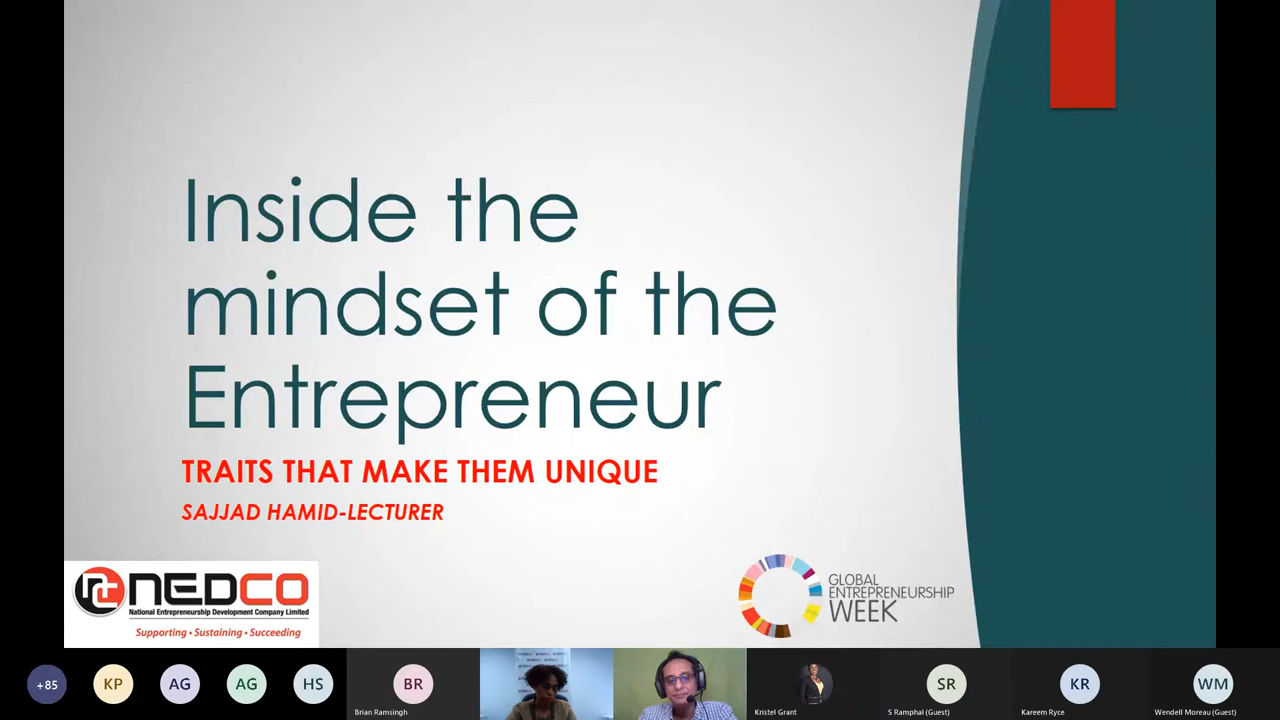 Inside the
mindset of the
Entrepreneur
TRAITS THAT MAKE THEM UNIQUE
SAJJAD HAMID-LECTURER
NEDCO
National Entrepreneurship Development Company Limited
Supporting • Sustaining • Succeeding
GLOBAL
ENTREPRENEURSHIP
WEEK
+85
KP
AG
AG
HS
BR
Brian Ramsingh
Kristel Grant
SR
S Ramphal (Guest)
KR
Kareem Ryce
WM
Wendell Moreau (Guest)